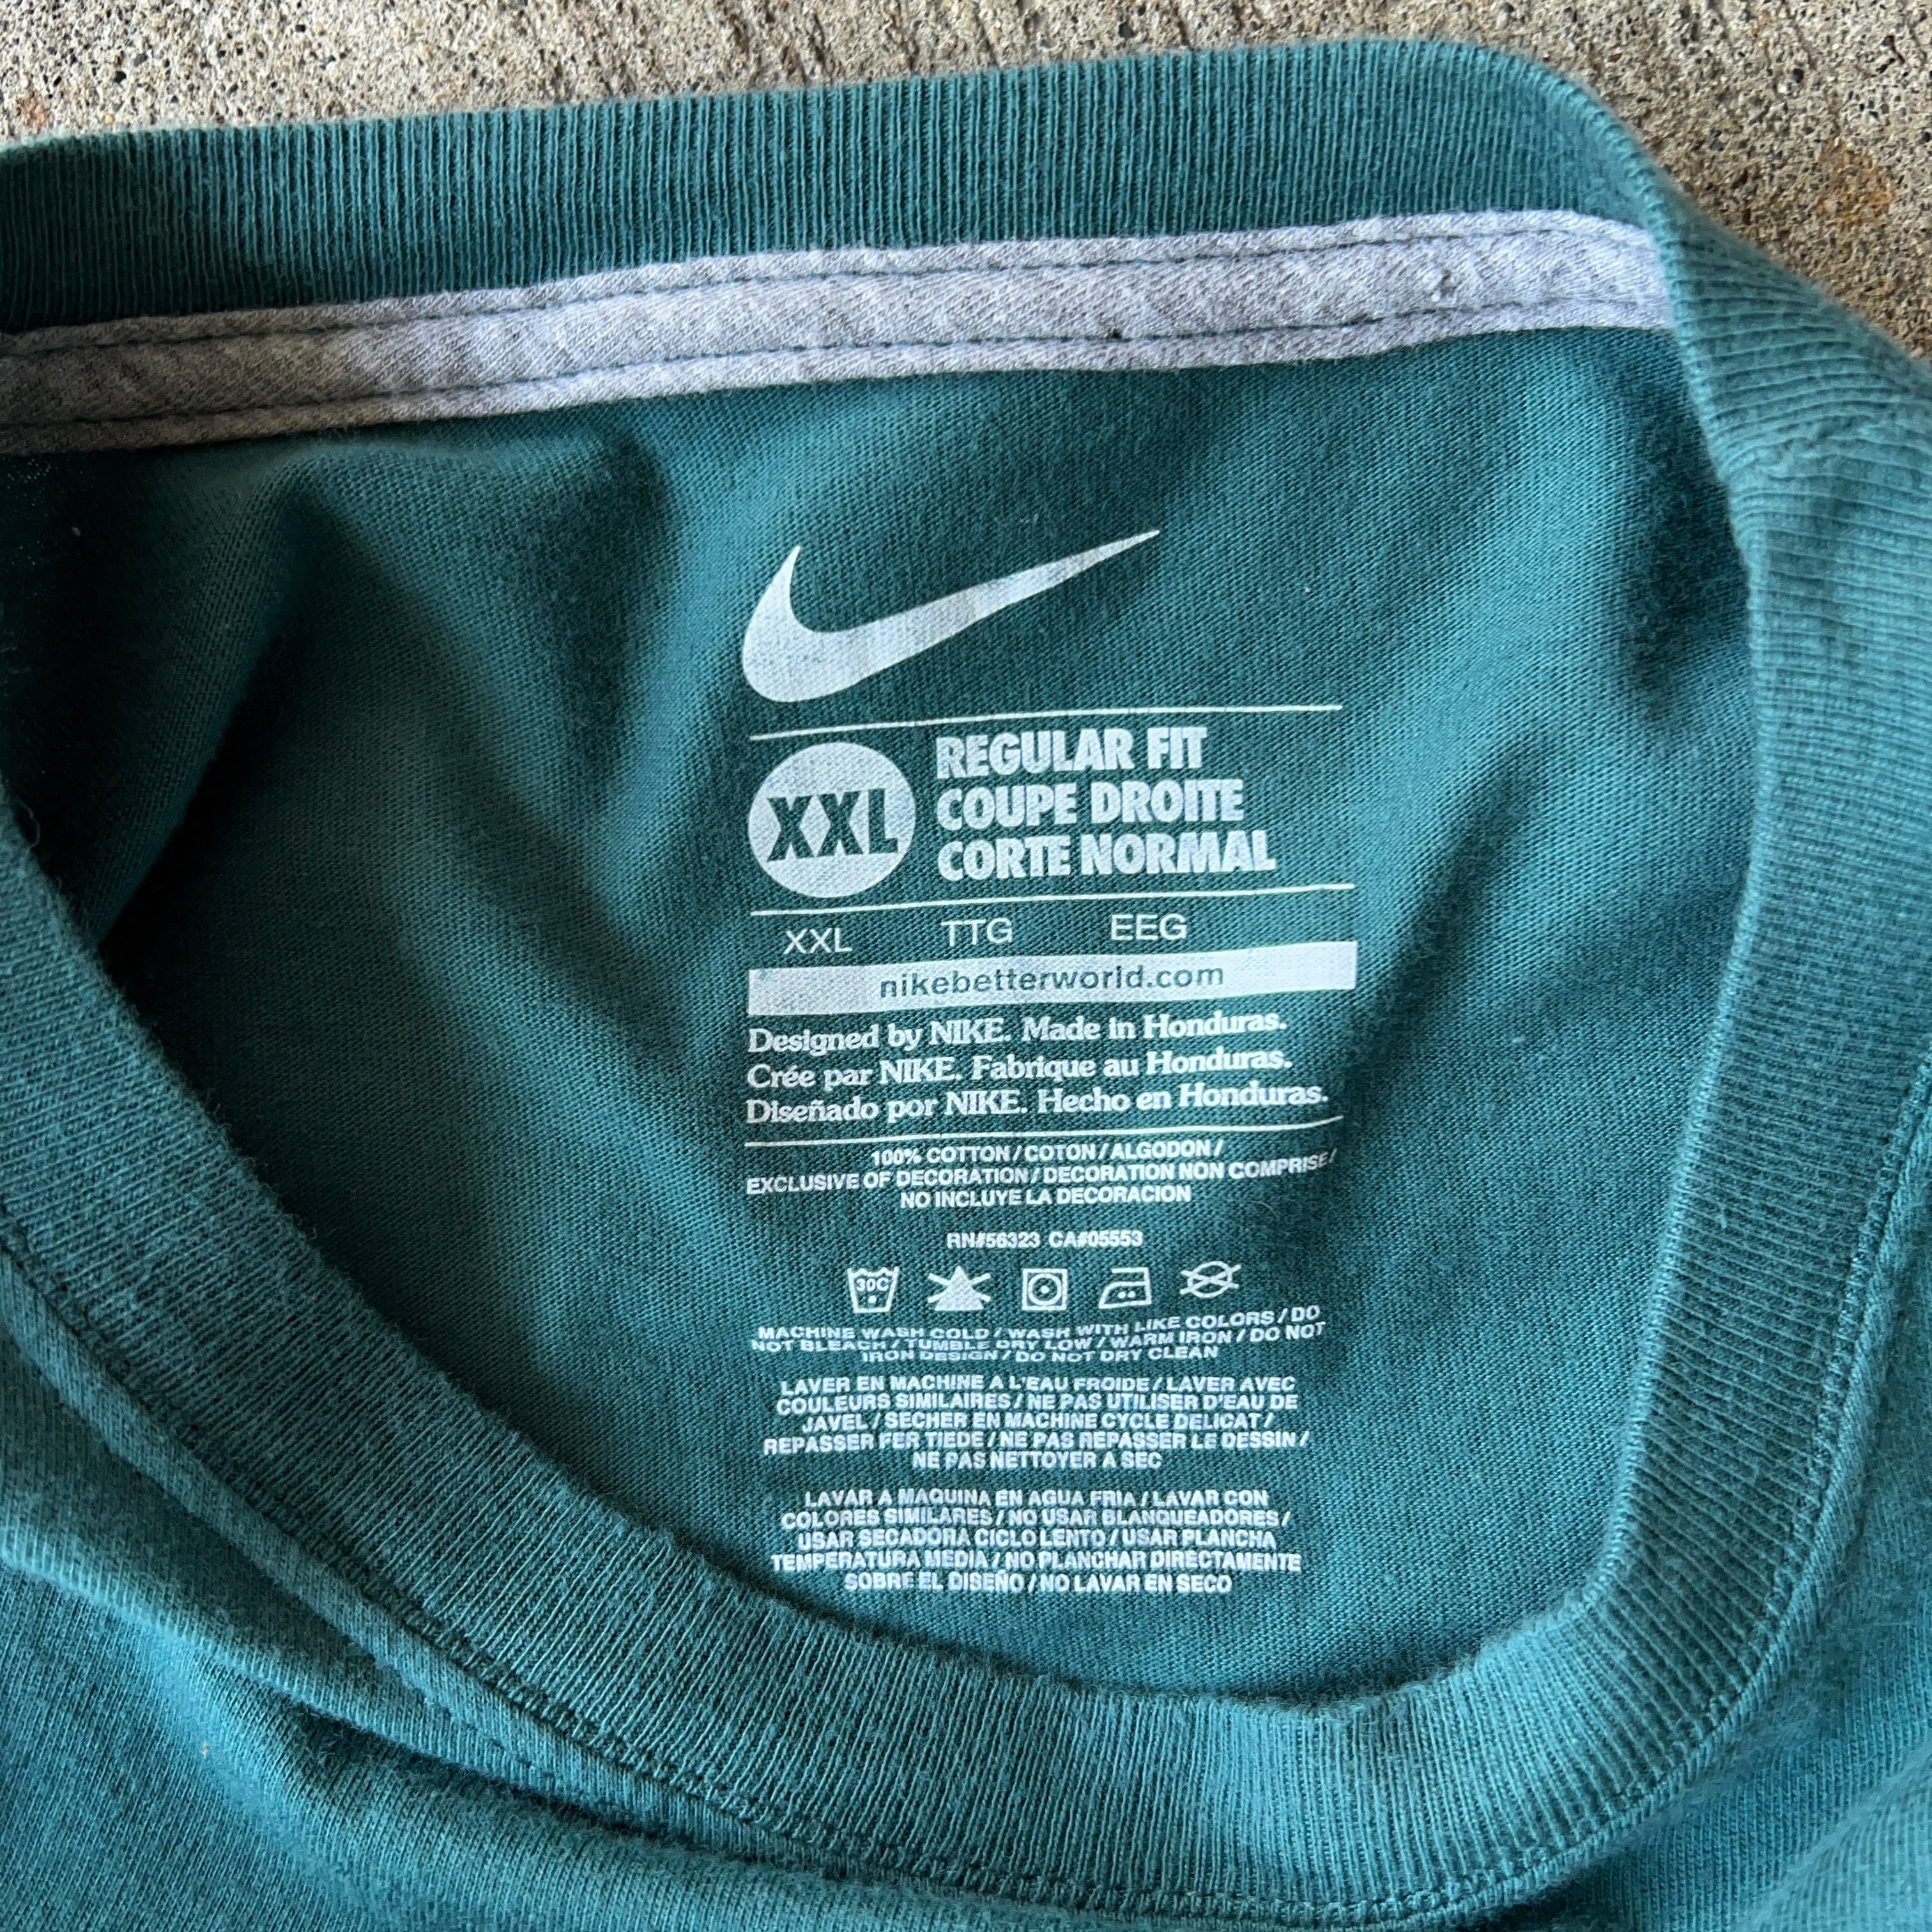 XXL
REGULAR FIT
COUPE DROITE
CORTE NORMAL
XXL TTG EEG
nikebetterworld.com
Designed by NIKE. Made in Honduras.
Crée par NIKE. Fabrique au Honduras.
Diseñado por NIKE. Hecho en Honduras.
100% COTTON / COTON / ALGODON /
EXCLUSIVE OF DECORATION / DECORATION NON COMPRISE /
NO INCLUYE LA DECORACION
RN#56323 CA#05553
30C
MACHINE WASH COLD / WASH WITH LIKE COLORS / DO
NOT BLEACH / TUMBLE DRY LOW / WARM IRON / DO NOT
IRON DESIGN / DO NOT DRY CLEAN
LAVER EN MACHINE A L'EAU FROIDE / LAVER AVEC
COULEURS SIMILAIRES / NE PAS UTILISER D'EAU DE
JAVEL / SECHER EN MACHINE CYCLE DELICAT /
REPASSER FER TIEDE / NE PAS REPASSER LE DESSIN /
NE PAS NETTOYER A SEC
LAVAR A MAQUINA EN AGUA FRIA / LAVAR CON
COLORES SIMILARES / NO USAR BLANQUEADORES /
USAR SECADORA CICLO LENTO / USAR PLANCHA
TEMPERATURA MEDIA / NO PLANCHAR DIRECTAMENTE
SOBRE EL DISEÑO / NO LAVAR EN SECO